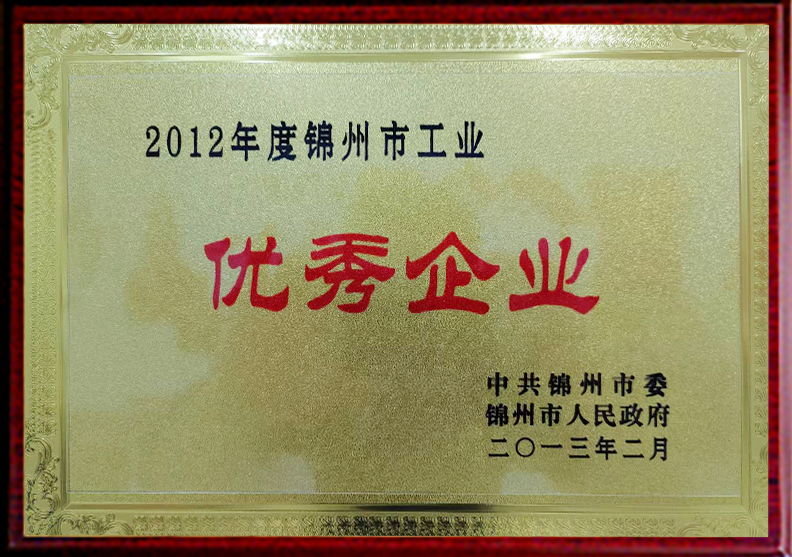 2012年度锦州市工业
优秀企业
中共锦州市委
锦州市人民政府
二〇一三年二月